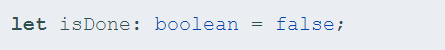 let isDone: boolean = false;